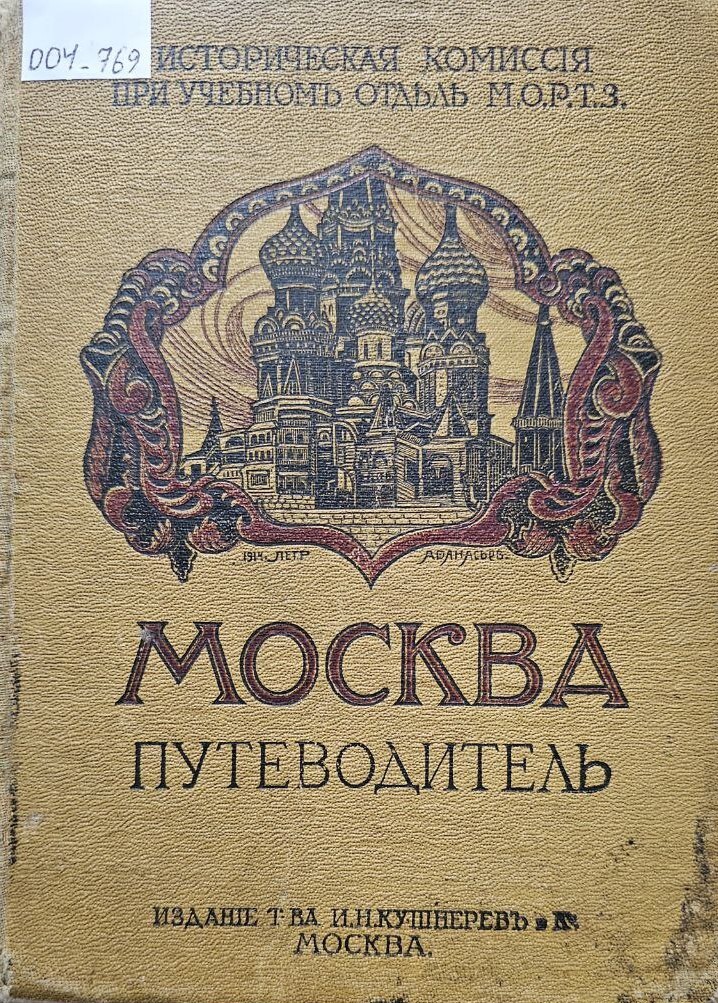 004-769
ИСТОРИЧЕСКАЯ КОМИССІЯ
ПРИ УЧЕБНОМЪ ОТДѢЛѢ М.О.Р.Т.З.
1914. ПЕТР АФАНАСЬЕВ.
МОСКВА
ПУТЕВОДИТЕЛЬ
ИЗДАНІЕ Т-ВА И.Н.КУШНЕРЕВЪ и К°
МОСКВА.